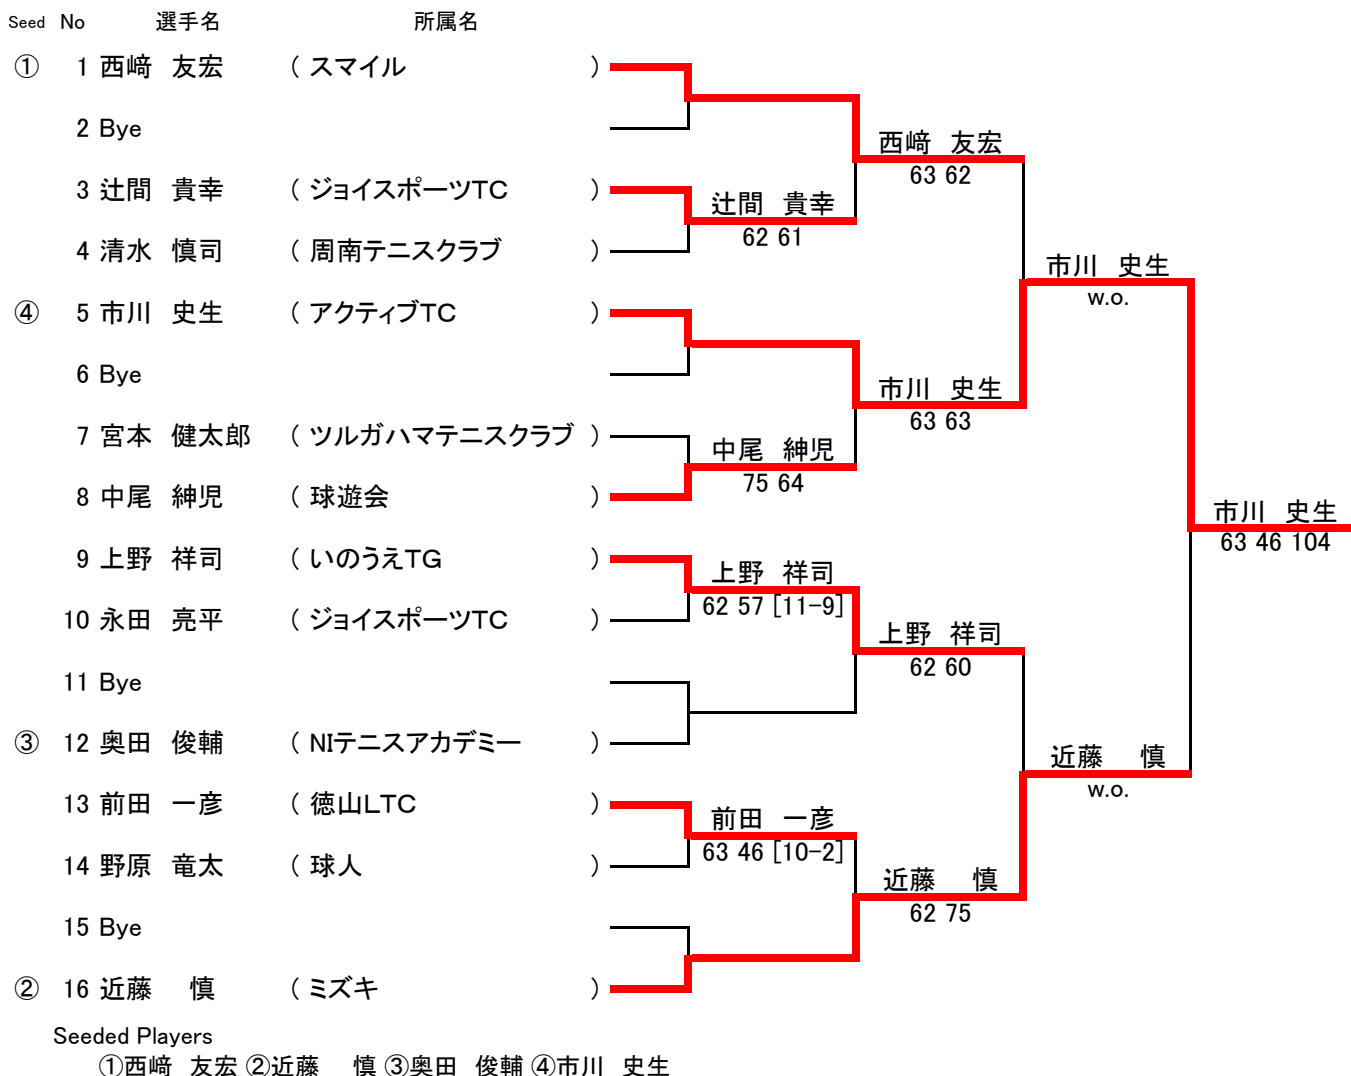 Seed No 選手名 所属名
① 1 西﨑 友宏 ( スマイル )
2 Bye
西﨑 友宏
63 62
3 辻間 貴幸 ( ジョイスポーツTC )
辻間 貴幸
62 61
4 清水 慎司 ( 周南テニスクラブ )
市川 史生
w.o.
④ 5 市川 史生 ( アクティブTC )
6 Bye
市川 史生
63 63
7 宮本 健太郎 ( ツルガハマテニスクラブ )
中尾 紳児
75 64
8 中尾 紳児 ( 球遊会 )
市川 史生
63 46 104
9 上野 祥司 ( いのうえTG )
上野 祥司
62 57 [11-9]
10 永田 亮平 ( ジョイスポーツTC )
上野 祥司
62 60
11 Bye
③ 12 奥田 俊輔 ( NIテニスアカデミー )
近藤 慎
w.o.
13 前田 一彦 ( 徳山LTC )
前田 一彦
63 46 [10-2]
14 野原 竜太 ( 球人 )
近藤 慎
62 75
15 Bye
② 16 近藤 慎 ( ミズキ )
Seeded Players
①西﨑 友宏 ②近藤 慎 ③奥田 俊輔 ④市川 史生